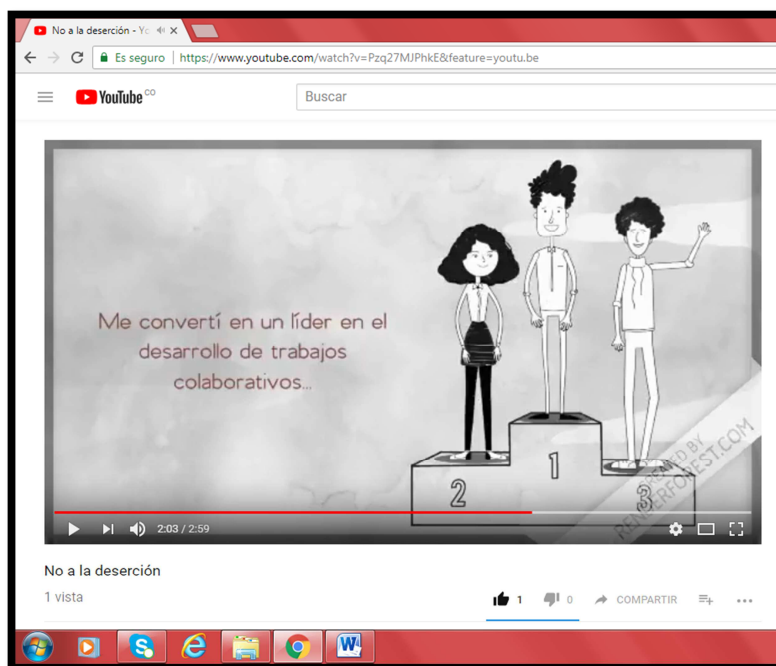 No a la deserción - Yo
Es seguro | https://www.youtube.com/watch?v=Pzq27MJPhkE&feature=youtu.be
YouTube CO
Buscar
Me convertí en un líder en el
desarrollo de trabajos
colaborativos...
1
2
3
CREATED BY
RENDERFOREST.COM
2:03 / 2:59
No a la deserción
1 vista
1
0
COMPARTIR